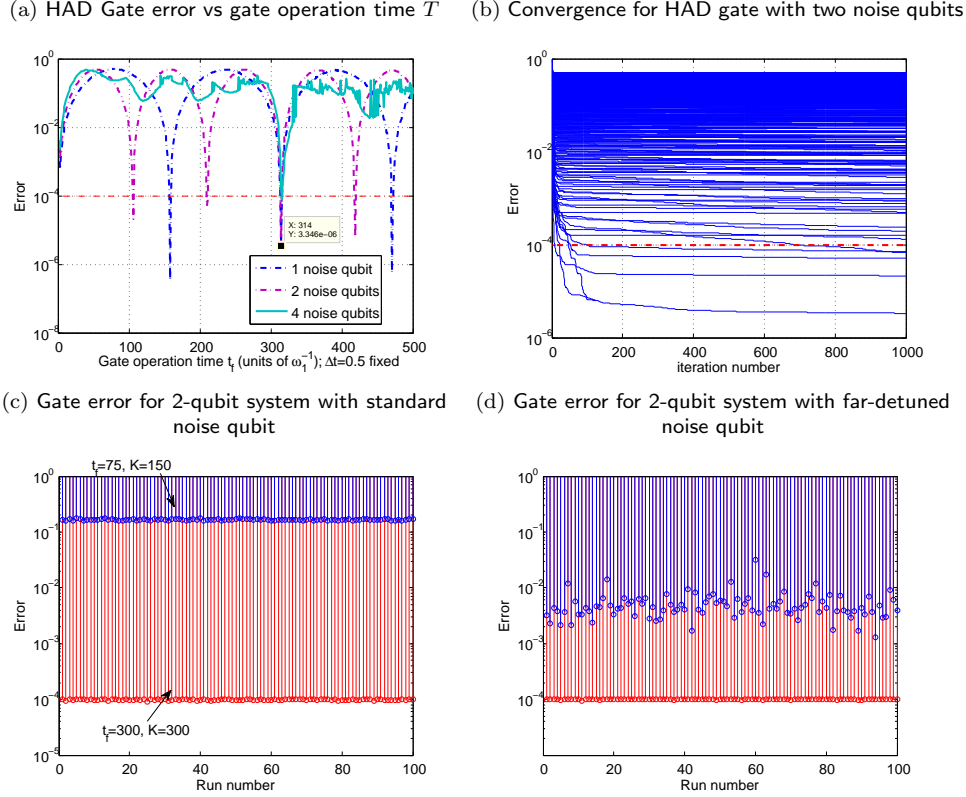 (a) HAD Gate error vs gate operation time T
(b) Convergence for HAD gate with two noise qubits
10^0
10^−2
10^−4
10^−6
10^−8
Error
X: 314
Y: 3.346e−06
1 noise qubit
2 noise qubits
4 noise qubits
0 100 200 300 400 500
Gate operation time t_f (units of ω_1^−1); Δt=0.5 fixed
10^0
10^−2
10^−4
10^−6
Error
0 200 400 600 800 1000
iteration number
(c) Gate error for 2-qubit system with standard
noise qubit
(d) Gate error for 2-qubit system with far-detuned
noise qubit
t_f=75, K=150
10^0
10^−1
10^−2
10^−3
10^−4
10^−5
Error
t_f=300, K=300
0 20 40 60 80 100
Run number
10^0
10^−1
10^−2
10^−3
10^−4
10^−5
Error
0 20 40 60 80 100
Run number